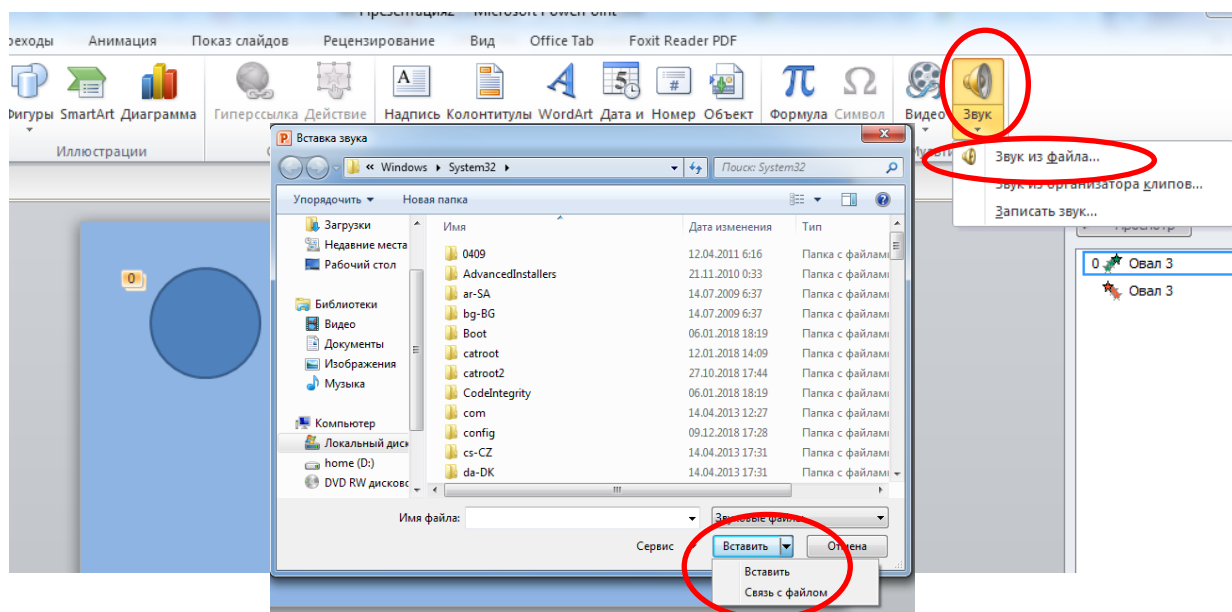 Презентация2 - Microsoft PowerPoint
реходы Анимация Показ слайдов Рецензирование Вид Office Tab Foxit Reader PDF
Фигуры SmartArt Диаграмма Гиперссылка Действие Надпись Колонтитулы WordArt Дата и Номер Объект Формула Символ Видео Звук
Иллюстрации
Звук из файла...
Звук из организатора клипов...
Записать звук...
Просмотр
0 Овал 3
Овал 3
0
Вставка звука
« Windows System32
Поиск: System32
Упорядочить Новая папка
Загрузки
Недавние места
Рабочий стол
Библиотеки
Видео
Документы
Изображения
Музыка
Компьютер
Локальный диск
home (D:)
DVD RW дисково
Имя Дата изменения Тип
0409 12.04.2011 6:16 Папка с файлами
AdvancedInstallers 21.11.2010 0:33 Папка с файлами
ar-SA 14.07.2009 6:37 Папка с файлами
bg-BG 14.07.2009 6:37 Папка с файлами
Boot 06.01.2018 18:19 Папка с файлами
catroot 12.01.2018 14:09 Папка с файлами
catroot2 27.10.2018 17:44 Папка с файлами
CodeIntegrity 06.01.2018 18:19 Папка с файлами
com 14.04.2013 12:27 Папка с файлами
config 09.12.2018 17:28 Папка с файлами
cs-CZ 14.04.2013 17:31 Папка с файлами
da-DK 14.04.2013 17:31 Папка с файлами
Имя файла: Звуковые файлы
Сервис Вставить Отмена
Вставить
Связь с файлом